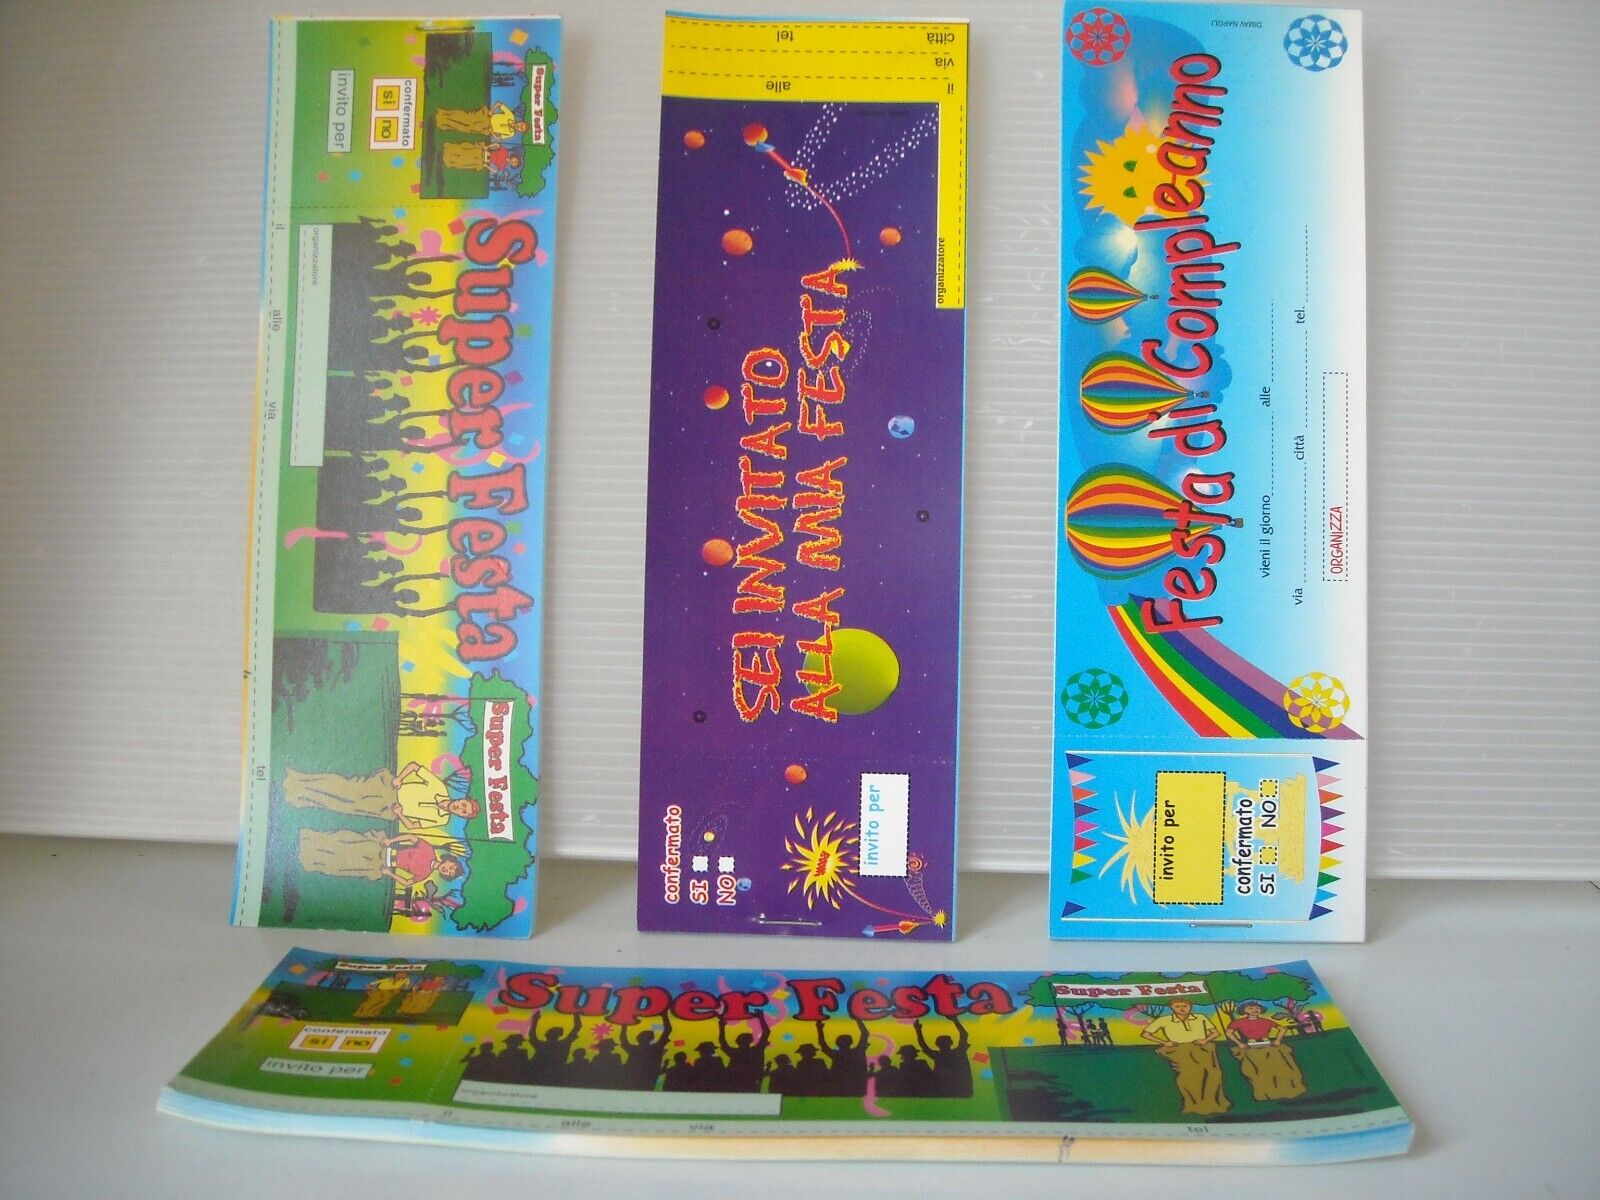 Super Festa
confermato
si no
invito per
Super Festa
organizzatore
il alle via tel
Super Festa
città tel
via
il alle
organizzatore
SEI INVITATO
ALLA MIA FESTA
confermato
SI
NO
invito per
DIMAV NAPOLI
Festa di Compleanno
vieni il giorno alle
via città tel.
ORGANIZZA
invito per
confermato
SI NO
Super Festa
confermato
si no
invito per
Super Festa
organizzatore
il alle via tel
Super Festa